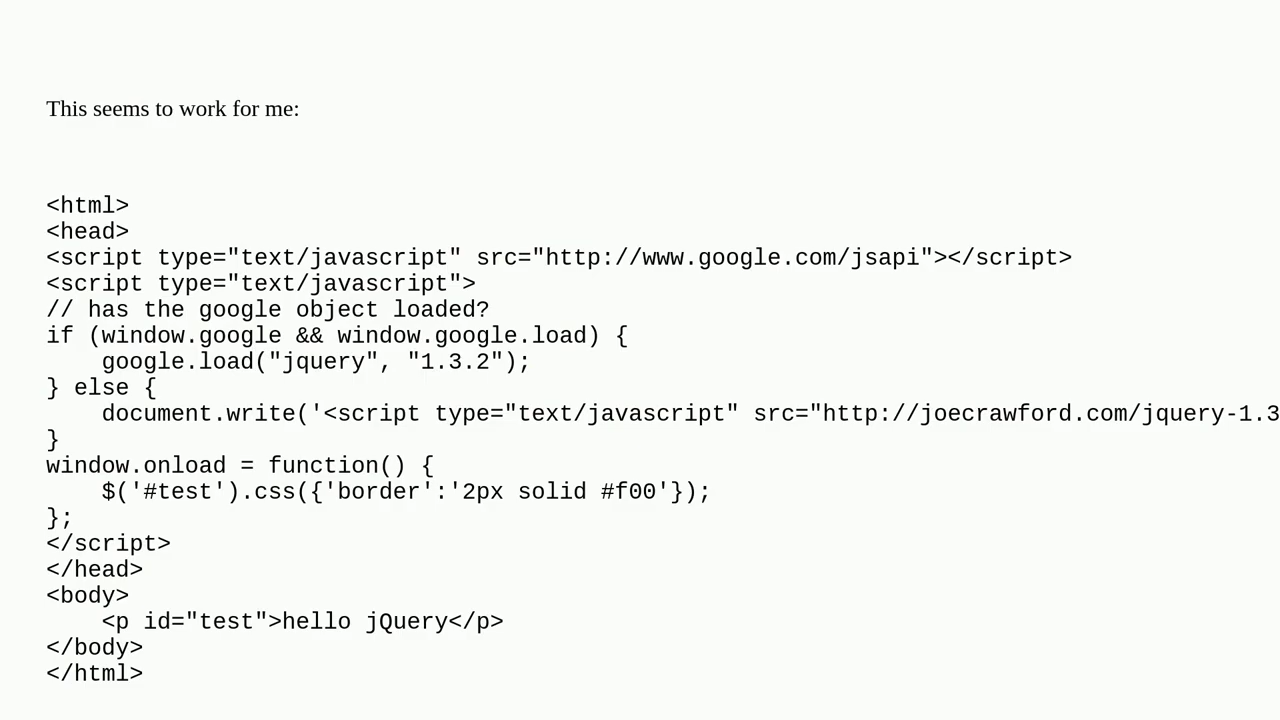 This seems to work for me:
<html>
<head>
<script type="text/javascript" src="http://www.google.com/jsapi"></script>
<script type="text/javascript">
// has the google object loaded?
if (window.google && window.google.load) {
    google.load("jquery", "1.3.2");
} else {
    document.write('<script type="text/javascript" src="http://joecrawford.com/jquery-1.3
}
window.onload = function() {
    $('#test').css({'border':'2px solid #f00'});
};
</script>
</head>
<body>
    <p id="test">hello jQuery</p>
</body>
</html>